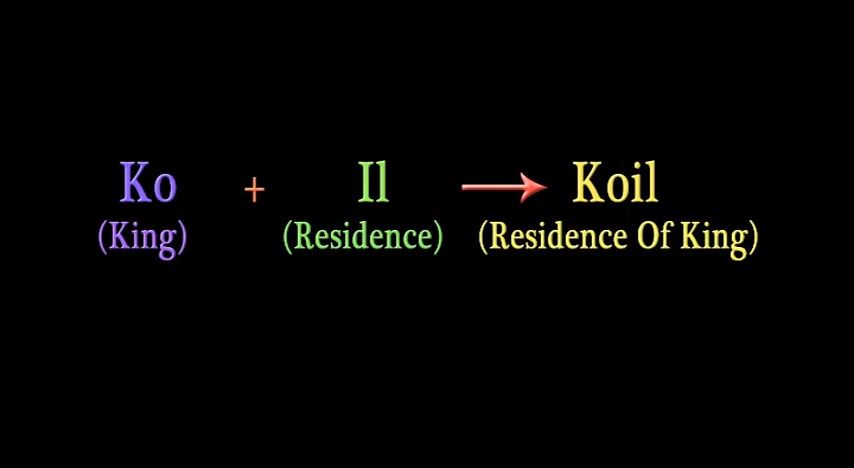 Ko + Il → Koil
(King) (Residence) (Residence Of King)